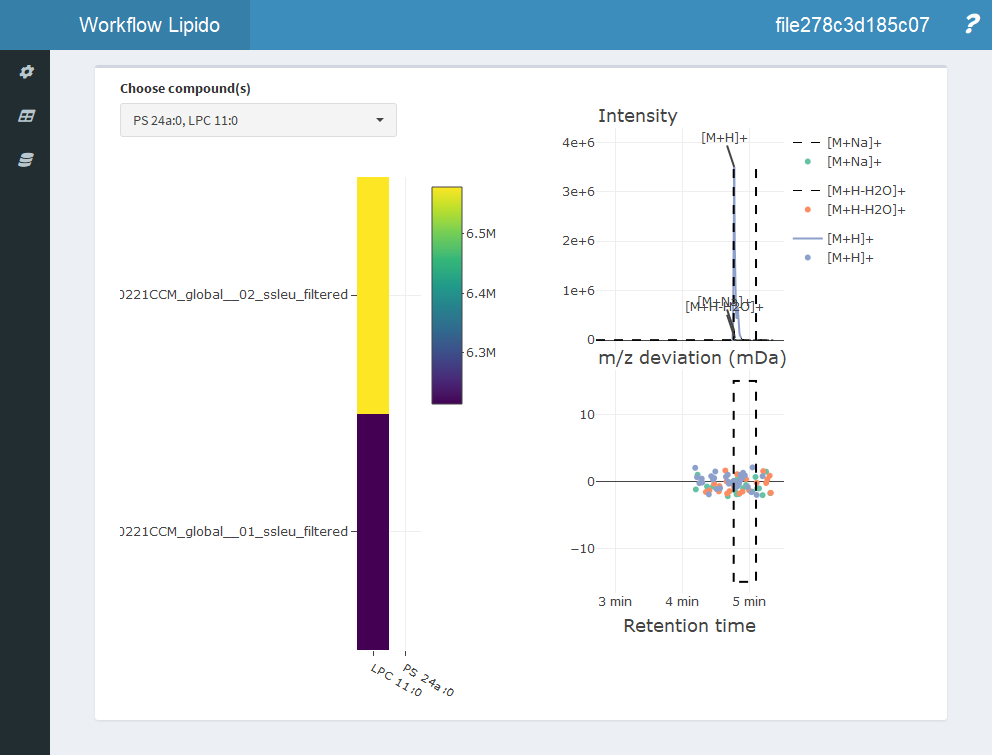 Workflow Lipido
file278c3d185c07
?
Choose compound(s)
PS 24a:0, LPC 11:0
0221CCM_global__02_ssleu_filtered
0221CCM_global__01_ssleu_filtered
LPC 11:0
PS 24a:0
6.5M
6.4M
6.3M
Intensity
4e+6
3e+6
2e+6
1e+6
0
[M+H]+
[M+Na]+
[M+H-H2O]+
[M+Na]+
[M+Na]+
[M+H-H2O]+
[M+H-H2O]+
[M+H]+
[M+H]+
m/z deviation (mDa)
10
0
−10
3 min
4 min
5 min
Retention time